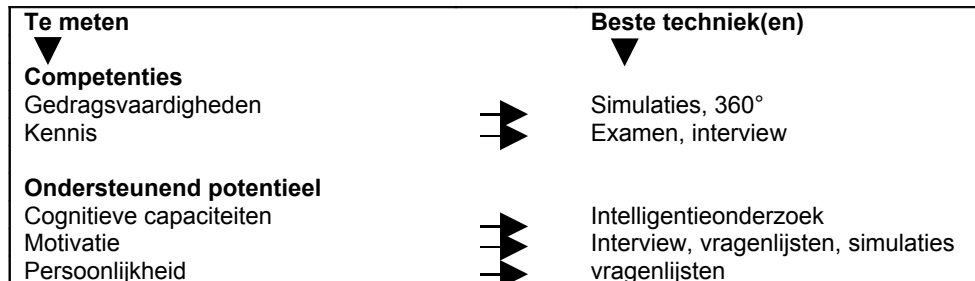 Te meten Beste techniek(en)
Competenties
Gedragsvaardigheden Simulaties, 360°
Kennis Examen, interview
Ondersteunend potentieel
Cognitieve capaciteiten Intelligentieonderzoek
Motivatie Interview, vragenlijsten, simulaties
Persoonlijkheid vragenlijsten